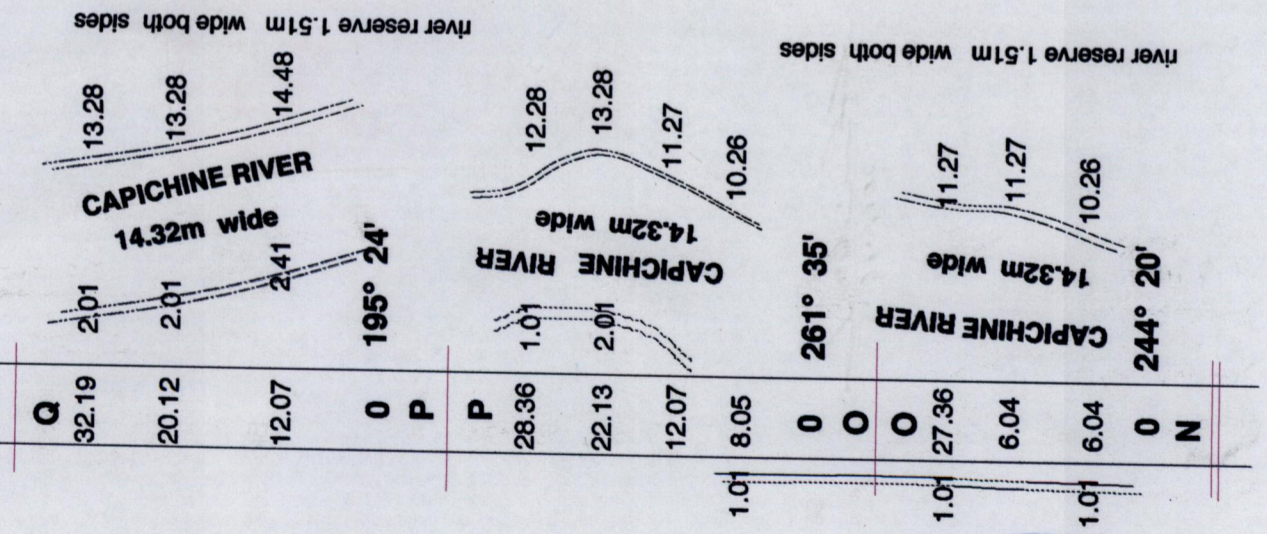 river reserve 1.51m wide both sides
river reserve 1.51m wide both sides
13.28
13.28
14.48
CAPICHINE RIVER
14.32m wide
2.01
2.01
2.41
195° 24'
Q
32.19
20.12
12.07
0
P
12.28
13.28
11.27
10.26
14.32m wide
CAPICHINE RIVER
1.01
2.01
261° 35'
P
28.36
22.13
12.07
8.05
0
O
1.01
11.27
11.27
10.26
14.32m wide
CAPICHINE RIVER
244° 20'
O
27.36
6.04
6.04
0
N
1.01
1.01